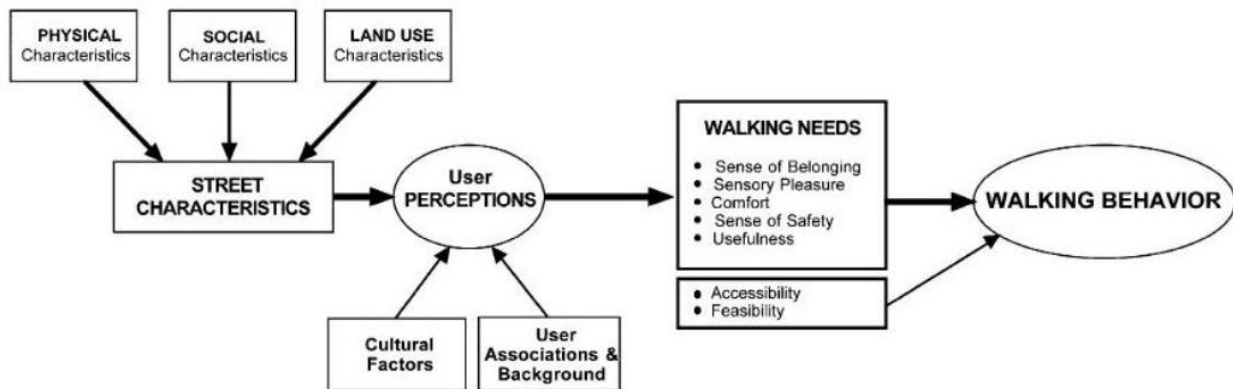 PHYSICAL
Characteristics
SOCIAL
Characteristics
LAND USE
Characteristics
STREET
CHARACTERISTICS
User
PERCEPTIONS
Cultural
Factors
User
Associations &
Background
WALKING NEEDS
• Sense of Belonging
• Sensory Pleasure
• Comfort
• Sense of Safety
• Usefulness
• Accessibility
• Feasibility
WALKING BEHAVIOR